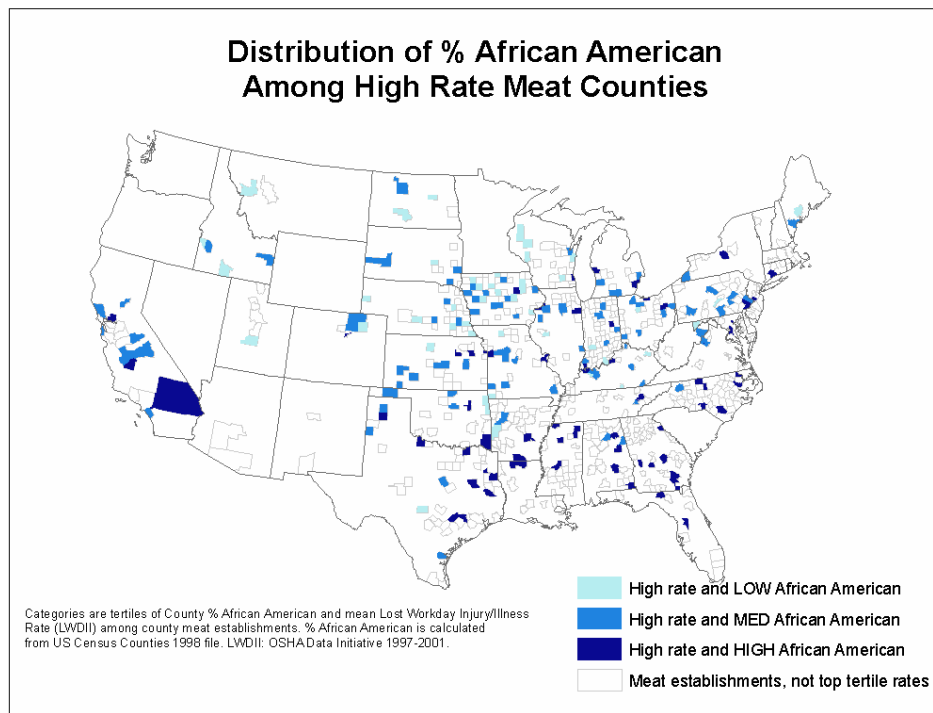 Distribution of % African American
Among High Rate Meat Counties
High rate and LOW African American
High rate and MED African American
High rate and HIGH African American
Meat establishments, not top tertile rates
Categories are tertiles of County % African American and mean Lost Workday Injury/Illness
Rate (LWDII) among county meat establishments. % African American is calculated
from US Census Counties 1998 file. LWDII: OSHA Data Initiative 1997-2001.